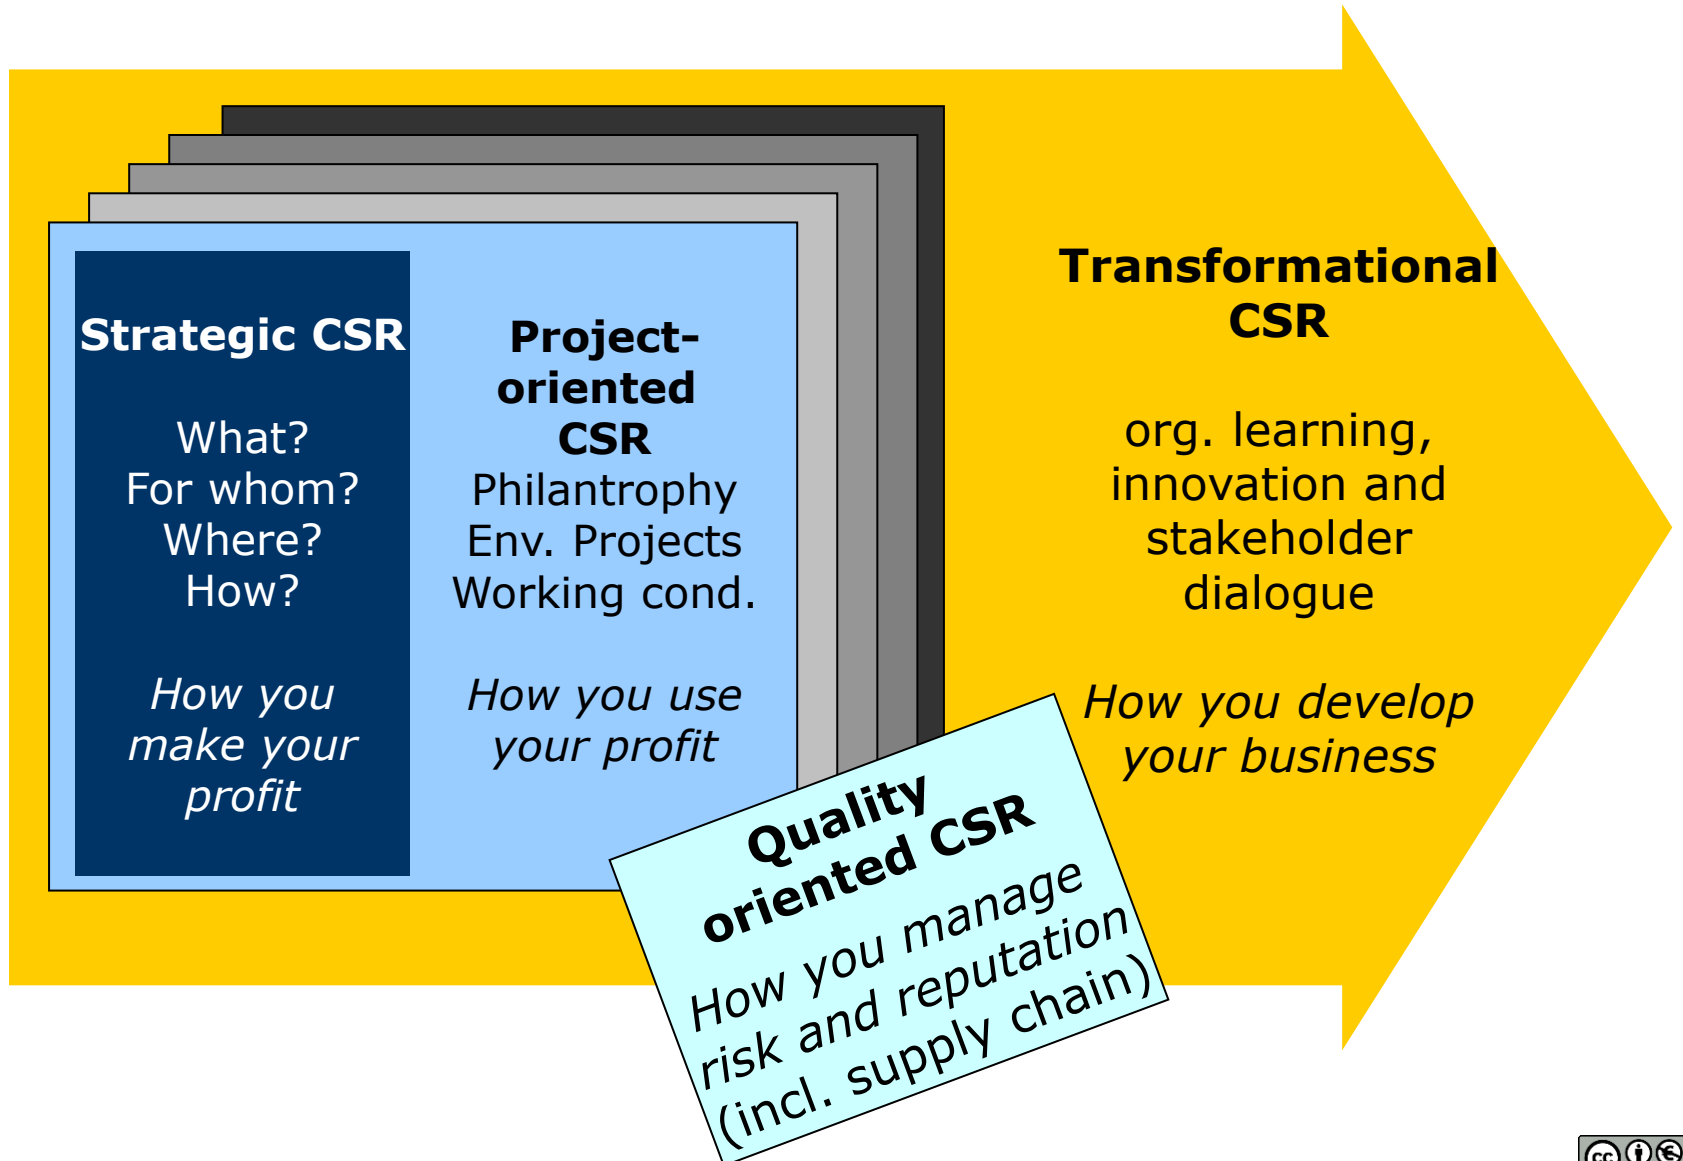 Strategic CSR
What?
For whom?
Where?
How?
How you
make your
profit
Project-
oriented
CSR
Philantrophy
Env. Projects
Working cond.
How you use
your profit
Quality
oriented CSR
How you manage
risk and reputation
(incl. supply chain)
Transformational
CSR
org. learning,
innovation and
stakeholder
dialogue
How you develop
your business
cc